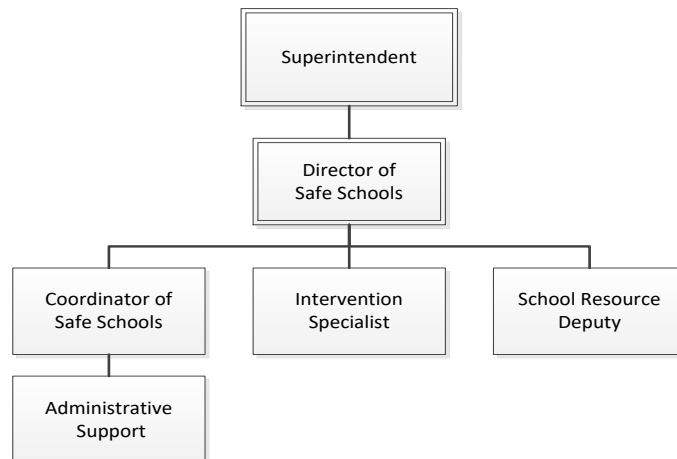 Superintendent
Director of
Safe Schools
Coordinator of
Safe Schools
Intervention
Specialist
School Resource
Deputy
Administrative
Support